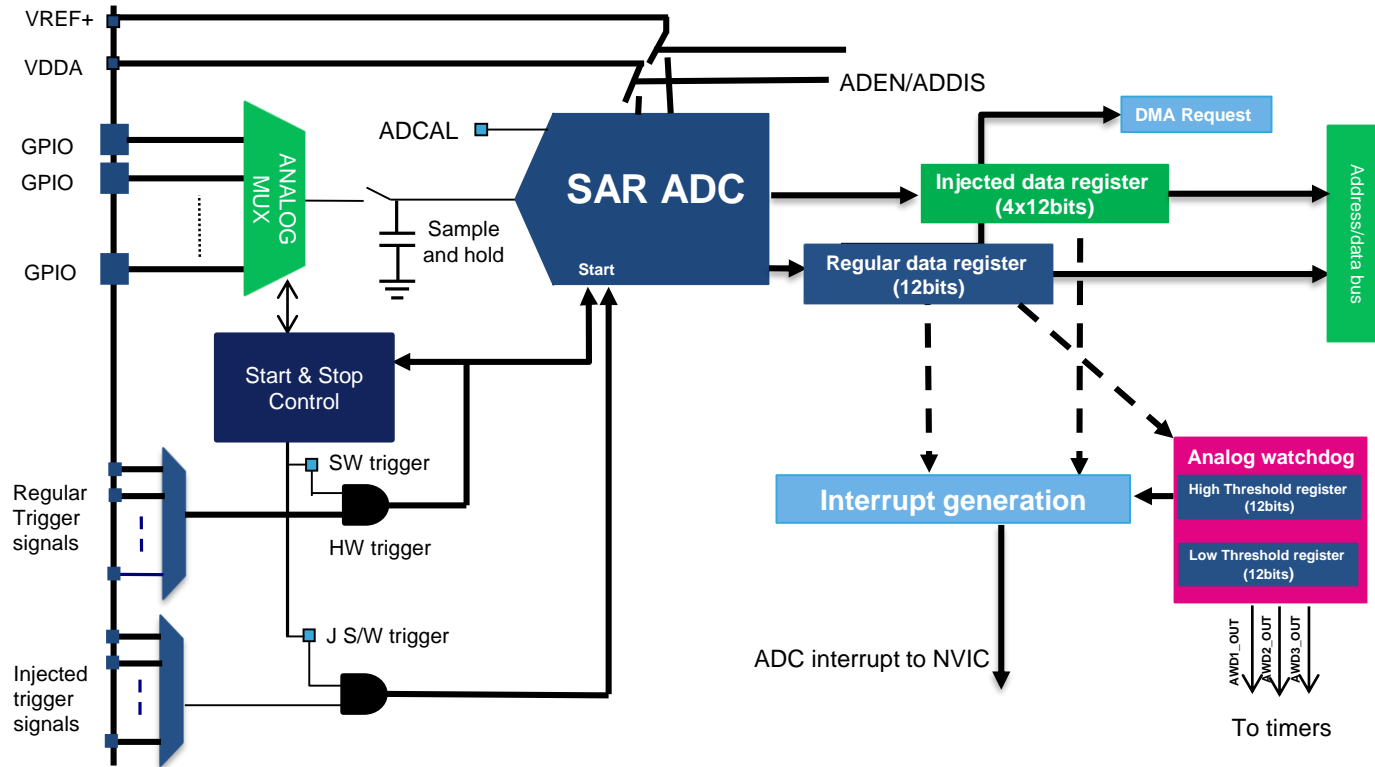 VREF+
VDDA
ADEN/ADDIS
GPIO
GPIO
GPIO
ANALOG
MUX
ADCAL
Sample
and hold
SAR ADC
Start
DMA Request
Injected data register
(4x12bits)
Regular data register
(12bits)
Address/data bus
Start & Stop
Control
SW trigger
HW trigger
Regular
Trigger
signals
J S/W trigger
Injected
trigger
signals
Interrupt generation
ADC interrupt to NVIC
Analog watchdog
High Threshold register
(12bits)
Low Threshold register
(12bits)
AWD1_OUT
AWD2_OUT
AWD3_OUT
To timers